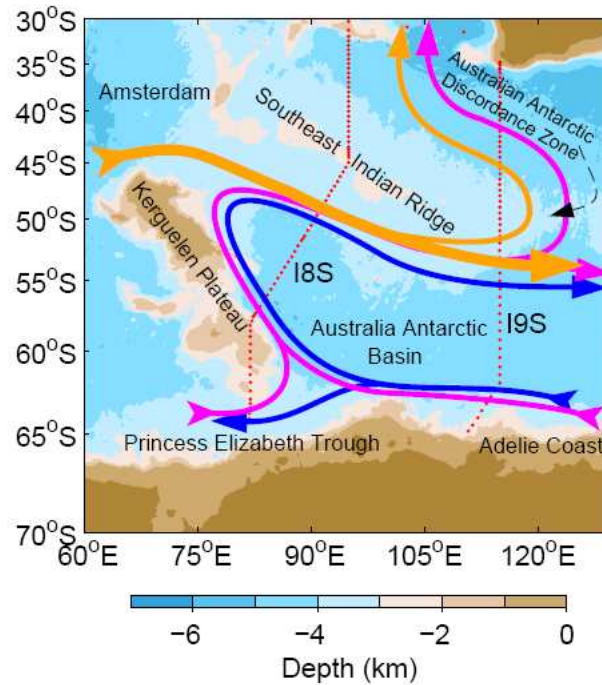 30°S
35°S
40°S
45°S
50°S
55°S
60°S
65°S
70°S
60°E
75°E
90°E
105°E
120°E
Amsterdam
Australian Antarctic
Discordance Zone
Southeast Indian Ridge
Kerguelen Plateau
I8S
I9S
Australia Antarctic
Basin
Princess Elizabeth Trough
Adelie Coast
−6
−4
−2
0
Depth (km)